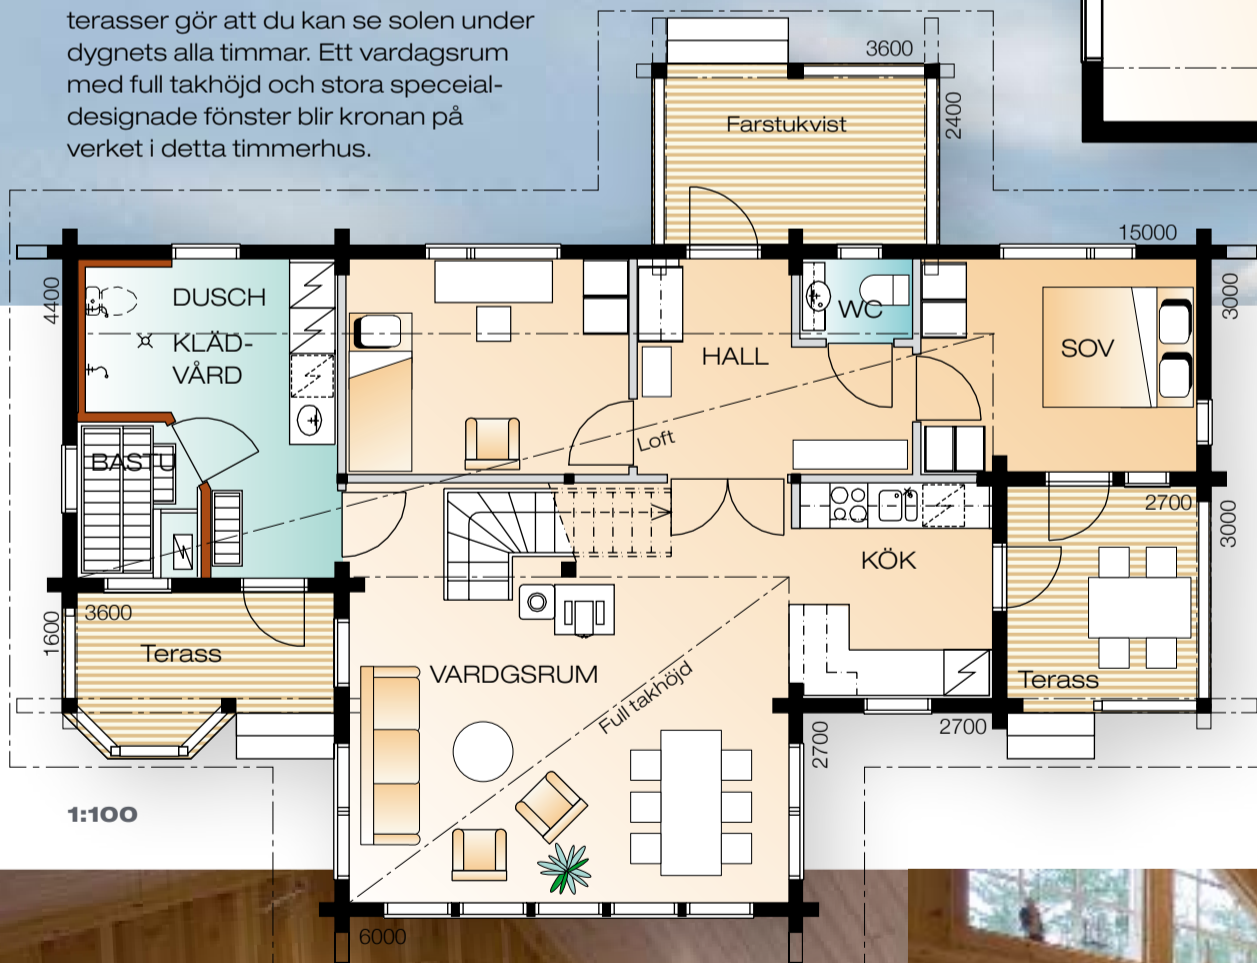 terasser gör att du kan se solen under
dygnets alla timmar. Ett vardagsrum
med full takhöjd och stora speceial-
designade fönster blir kronan på
verket i detta timmerhus.
3600
2400
Farstukvist
15000
4400
3000
DUSCH
KLÄD-
VÅRD
WC
HALL
SOV
Loft
BASTU
2700
3000
KÖK
3600
1600
Terass
VARDGSRUM
Full takhöjd
Terass
2700
2700
1:100
6000